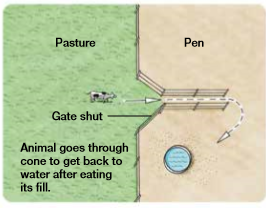 Pasture
Pen
Gate shut
Animal goes through
cone to get back to
water after eating
its fill.